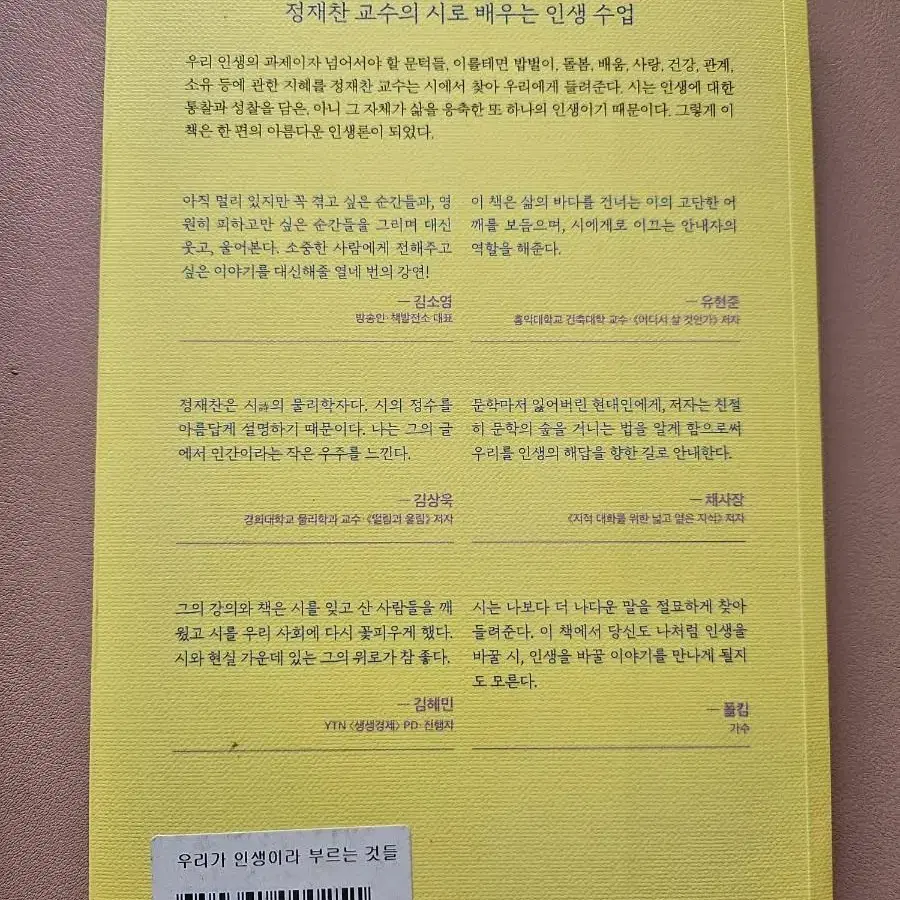 정재찬 교수의 시로 배우는 인생 수업
우리 인생의 과제이자 넘어서야 할 문턱들, 이를테면 밥벌이, 돌봄, 배움, 사랑, 건강, 관계,
소유 등에 관한 지혜를 정재찬 교수는 시에서 찾아 우리에게 들려준다. 시는 인생에 대한
통찰과 성찰을 담은, 아니 그 자체가 삶을 응축한 또 하나의 인생이기 때문이다. 그렇게 이
책은 한 편의 아름다운 인생론이 되었다.
아직 멀리 있지만 꼭 겪고 싶은 순간들과, 영
원히 피하고만 싶은 순간들을 그리며 대신
웃고, 울어본다. 소중한 사람에게 전해주고
싶은 이야기를 대신해줄 열네 번의 강연!
— 김소영
방송인·책발전소 대표
이 책은 삶의 바다를 건너는 이의 고단한 어
깨를 보듬으며, 시에게로 이끄는 안내자의
역할을 해준다.
— 유현준
홍익대학교 건축대학 교수·《어디서 살 것인가》 저자
정재찬은 시詩의 물리학자다. 시의 정수를
아름답게 설명하기 때문이다. 나는 그의 글
에서 인간이라는 작은 우주를 느낀다.
— 김상욱
경희대학교 물리학과 교수·《떨림과 울림》 저자
문학마저 잃어버린 현대인에게, 저자는 친절
히 문학의 숲을 거니는 법을 알게 함으로써
우리를 인생의 해답을 향한 길로 안내한다.
— 채사장
《지적 대화를 위한 넓고 얕은 지식》 저자
그의 강의와 책은 시를 잊고 산 사람들을 깨
웠고 시를 우리 사회에 다시 꽃피우게 했다.
시와 현실 가운데 있는 그의 위로가 참 좋다.
— 김혜민
YTN 〈생생경제〉 PD·진행자
시는 나보다 더 나다운 말을 절묘하게 찾아
들려준다. 이 책에서 당신도 나처럼 인생을
바꿀 시, 인생을 바꿀 이야기를 만나게 될지
도 모른다.
— 폴킴
가수
우리가 인생이라 부르는 것들